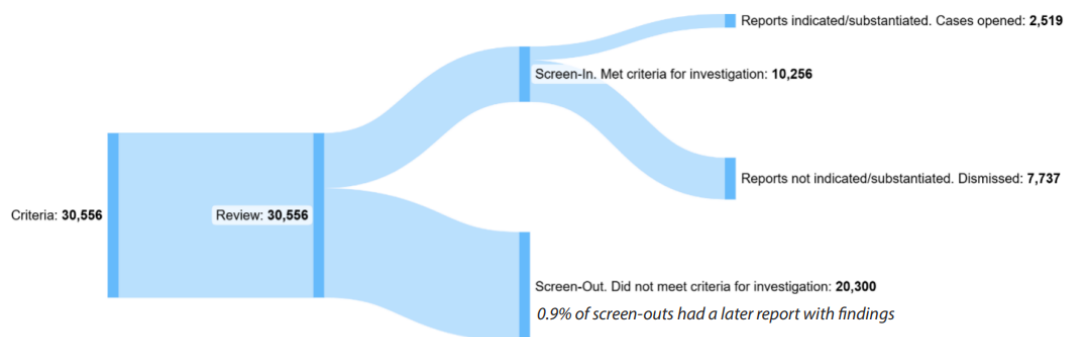 Reports indicated/substantiated. Cases opened: 2,519
Screen-In. Met criteria for investigation: 10,256
Reports not indicated/substantiated. Dismissed: 7,737
Criteria: 30,556
Review: 30,556
Screen-Out. Did not meet criteria for investigation: 20,300
0.9% of screen-outs had a later report with findings